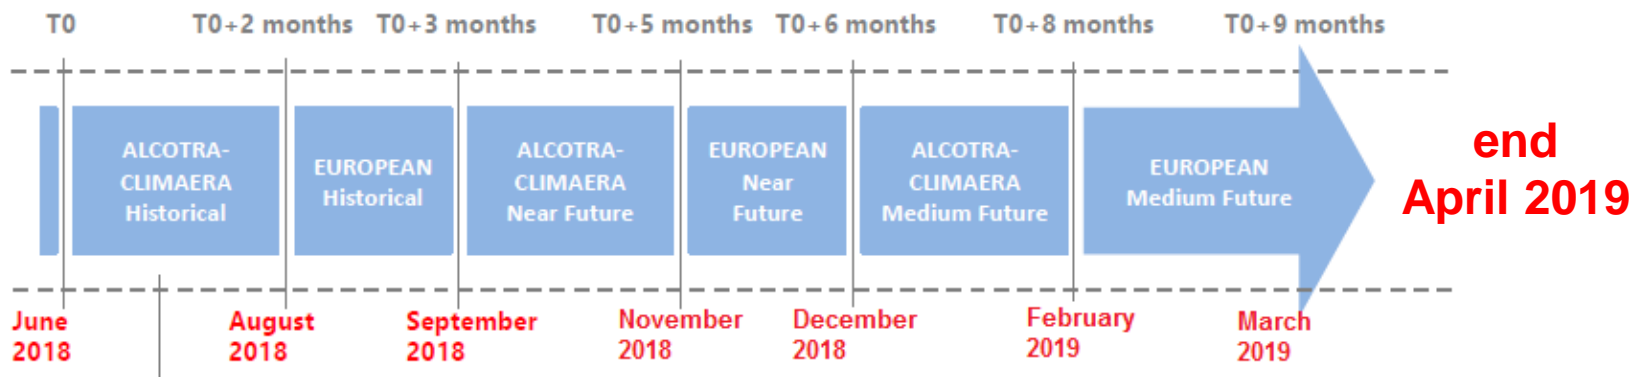 T0 T0+2 months T0+3 months T0+5 months T0+6 months T0+8 months T0+9 months
ALCOTRA-
CLIMAERA
Historical
EUROPEAN
Historical
ALCOTRA-
CLIMAERA
Near Future
EUROPEAN
Near
Future
ALCOTRA-
CLIMAERA
Medium Future
EUROPEAN
Medium Future
end
April 2019
June
2018
August
2018
September
2018
November
2018
December
2018
February
2019
March
2019